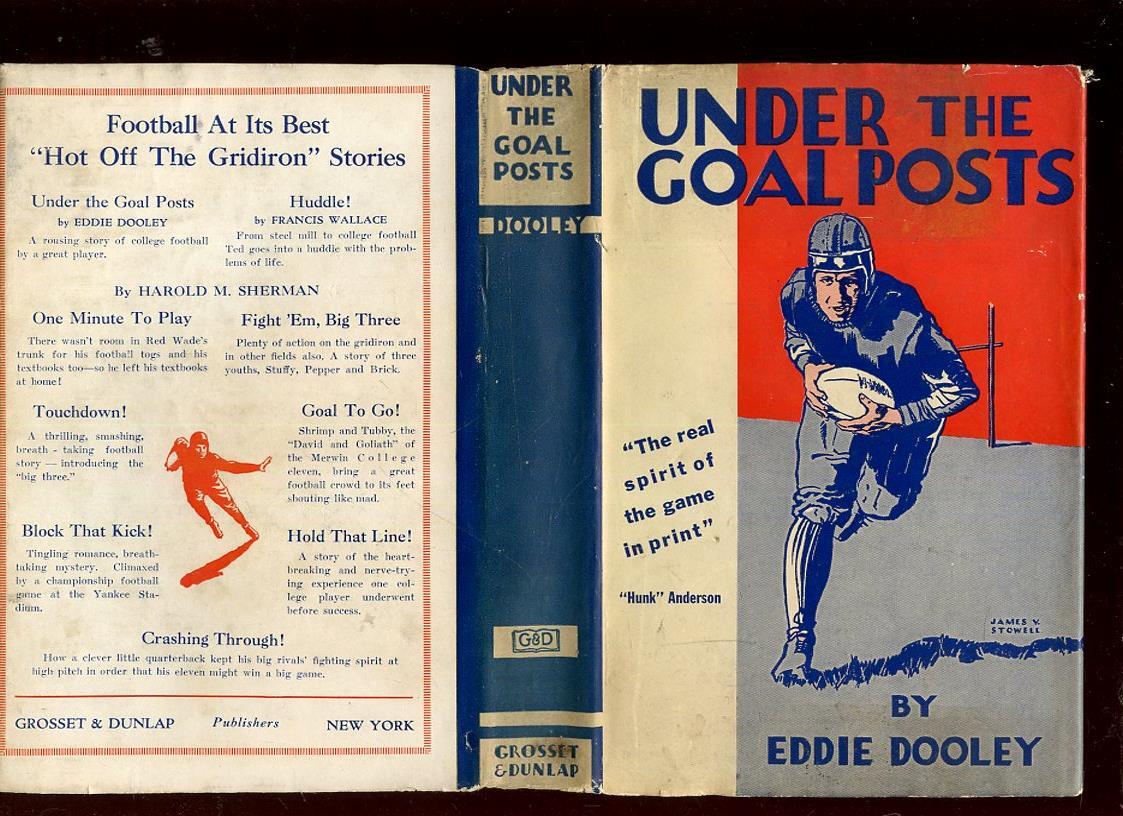 Football At Its Best
"Hot Off The Gridiron" Stories
Under the Goal Posts
by EDDIE DOOLEY
A rousing story of college football
by a great player.
Huddle!
by FRANCIS WALLACE
From steel mill to college football
Ted goes into a huddle with the prob-
lems of life.
By HAROLD M. SHERMAN
One Minute To Play
There wasn't room in Red Wade's
trunk for his football togs and his
textbooks too—so he left his textbooks
at home!
Fight 'Em, Big Three
Plenty of action on the gridiron and
in other fields also. A story of three
youths, Stuffy, Pepper and Brick.
Touchdown!
A thrilling, smashing,
breath - taking football
story — introducing the
"big three."
Goal To Go!
Shrimp and Tubby, the
"David and Goliath" of
the Merwin College
eleven, bring a great
football crowd to its feet
shouting like mad.
Block That Kick!
Tingling romance, breath-
taking mystery. Climaxed
by a championship football
game at the Yankee Sta-
dium.
Hold That Line!
A story of the heart-
breaking and nerve-try-
ing experience one col-
lege player underwent
before success.
Crashing Through!
How a clever little quarterback kept his big rivals' fighting spirit at
high pitch in order that his eleven might win a big game.
GROSSET & DUNLAP Publishers NEW YORK
UNDER
THE
GOAL
POSTS
DOOLEY
G&D
GROSSET
& DUNLAP
UNDER THE
GOAL POSTS
"The real
spirit of
the game
in print"
"Hunk" Anderson
JAMES V.
STOWELL
BY
EDDIE DOOLEY